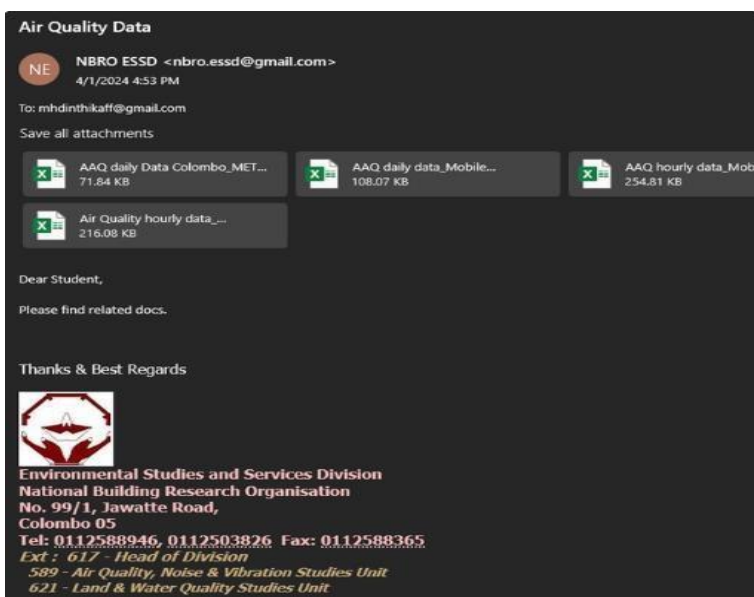 Air Quality Data
NE
NBRO ESSD <nbro.essd@gmail.com>
4/1/2024 4:53 PM
To: mhdinthikaff@gmail.com
Save all attachments
AAQ daily Data Colombo_MET...
71.84 KB
AAQ daily data_Mobile...
108.07 KB
AAQ hourly data_Mob
254.81 KB
Air Quality hourly data_...
216.08 KB
Dear Student,
Please find related docs.
Thanks & Best Regards
Environmental Studies and Services Division
National Building Research Organisation
No. 99/1, Jawatte Road,
Colombo 05
Tel: 0112588946, 0112503826 Fax: 0112588365
Ext : 617 - Head of Division
589 - Air Quality, Noise & Vibration Studies Unit
621 - Land & Water Quality Studies Unit